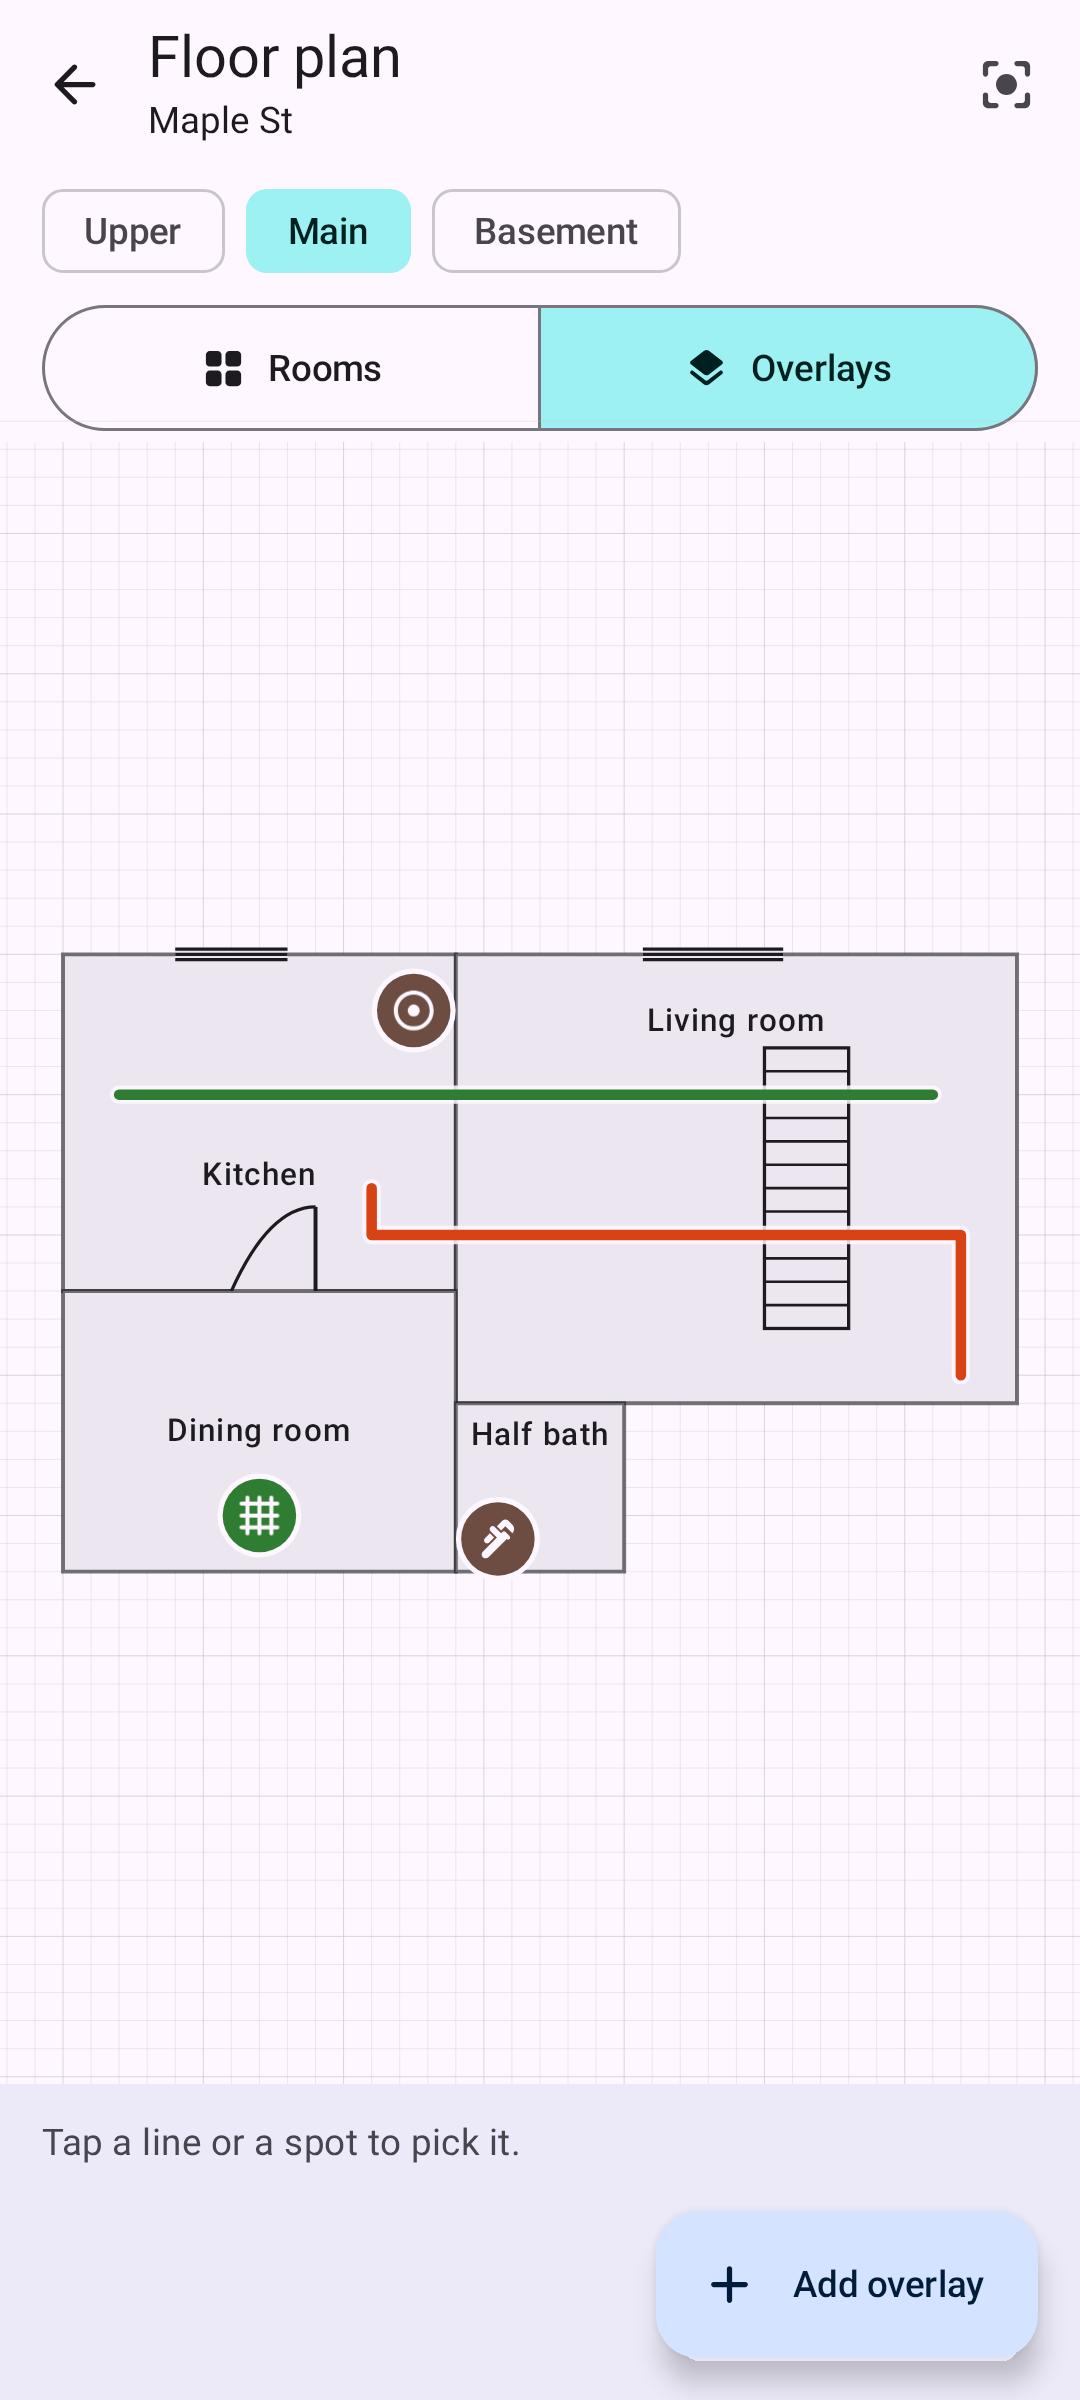 Floor plan
Maple St
Upper
Main
Basement
Rooms
Overlays
Living room
Kitchen
Dining room
Half bath
Tap a line or a spot to pick it.
Add overlay